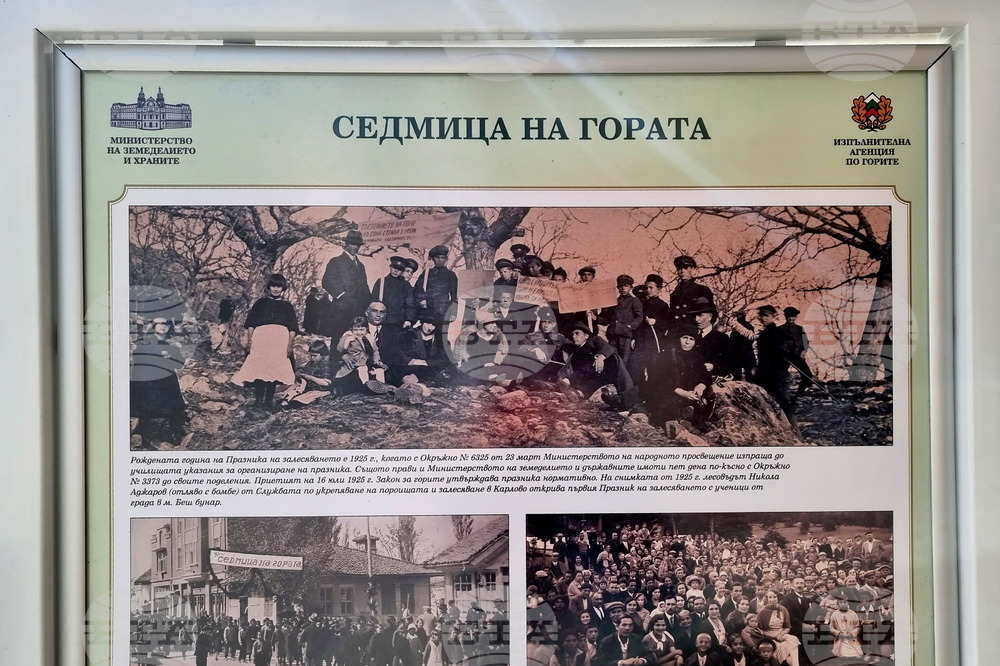 МИНИСТЕРСТВО
НА ЗЕМЕДЕЛИЕТО
И ХРАНИТЕ
СЕДМИЦА НА ГОРАТА
ИЗПЪЛНИТЕЛНА
АГЕНЦИЯ
ПО ГОРИТЕ
Рождената година на Празника на залесяването е 1925 г., когато с Окръжно № 6325 от 23 март Министерството на народното просвещение изпраща до
училищата указания за организиране на празника. Същото прави и Министерството на земеделието и държавните имоти пет дена по-късно с Окръжно
№ 3373 до своите поделения. Приетият на 16 юли 1925 г. Закон за горите утвърждава празника нормативно. На снимката от 1925 г. лесовъдът Никола
Аджаров (отляво с бомбе) от Службата по укрепяване на пороищата и залесяване в Карлово открива първия Празник на залесяването с ученици от
града в м. Беш бунар.
СЕДМИЦА НА ГОРАТА